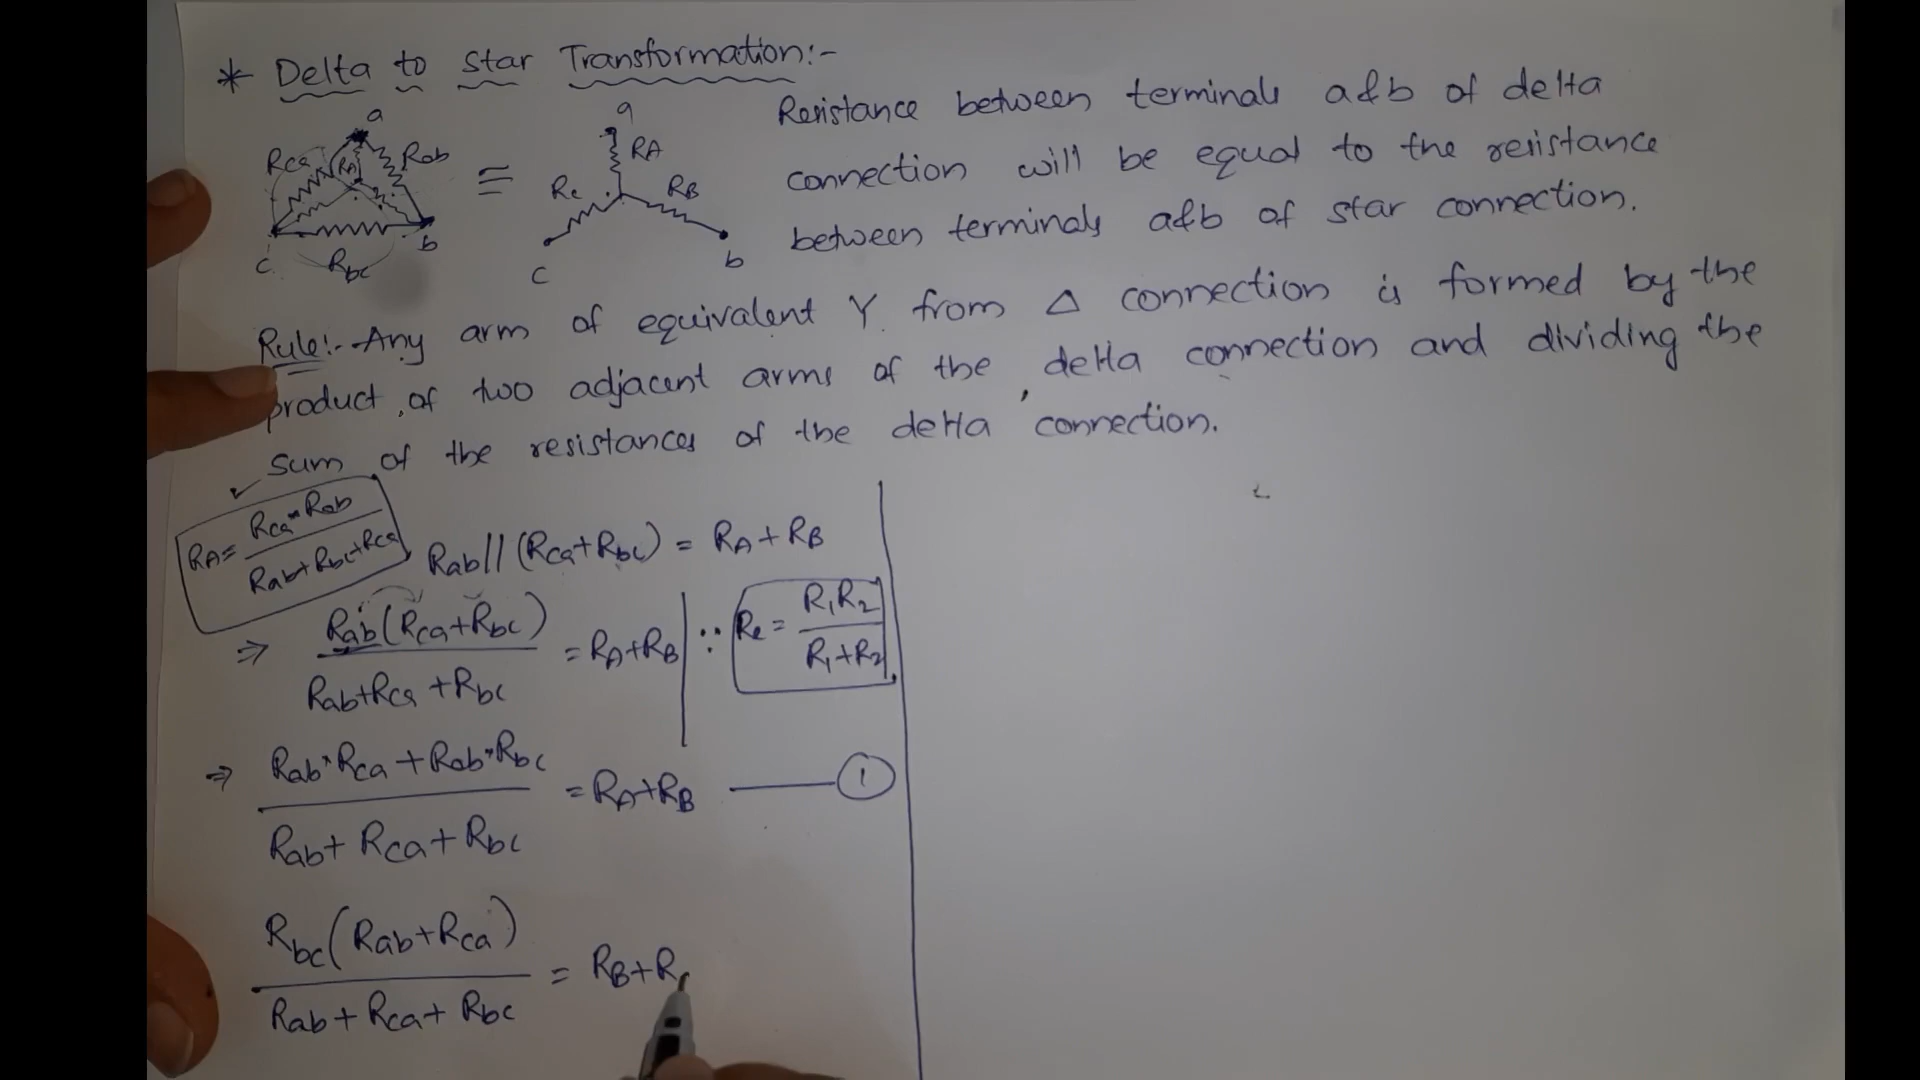 * Delta to Star Transformation:-
a
Rca
RA
Rab
c
Rbc
b
≡
a
RA
Rc
RB
c
b
Resistance between terminals a&b of delta
connection will be equal to the resistance
between terminals a&b of star connection.
Rule:- Any arm of equivalent Y from Δ connection is formed by the
product of two adjacent arms of the delta connection and dividing the
sum of the resistances of the delta connection.
RA = Rca*Rab / Rab+Rbc+Rca
Rab||(Rca+Rbc) = RA+RB
⇒ Rab(Rca+Rbc) / Rab+Rca+Rbc = RA+RB | ∵ Re = R1R2 / R1+R2
⇒ Rab*Rca+Rab*Rbc / Rab+Rca+Rbc = RA+RB —— 1
Rbc(Rab+Rca) / Rab+Rca+Rbc = RB+R